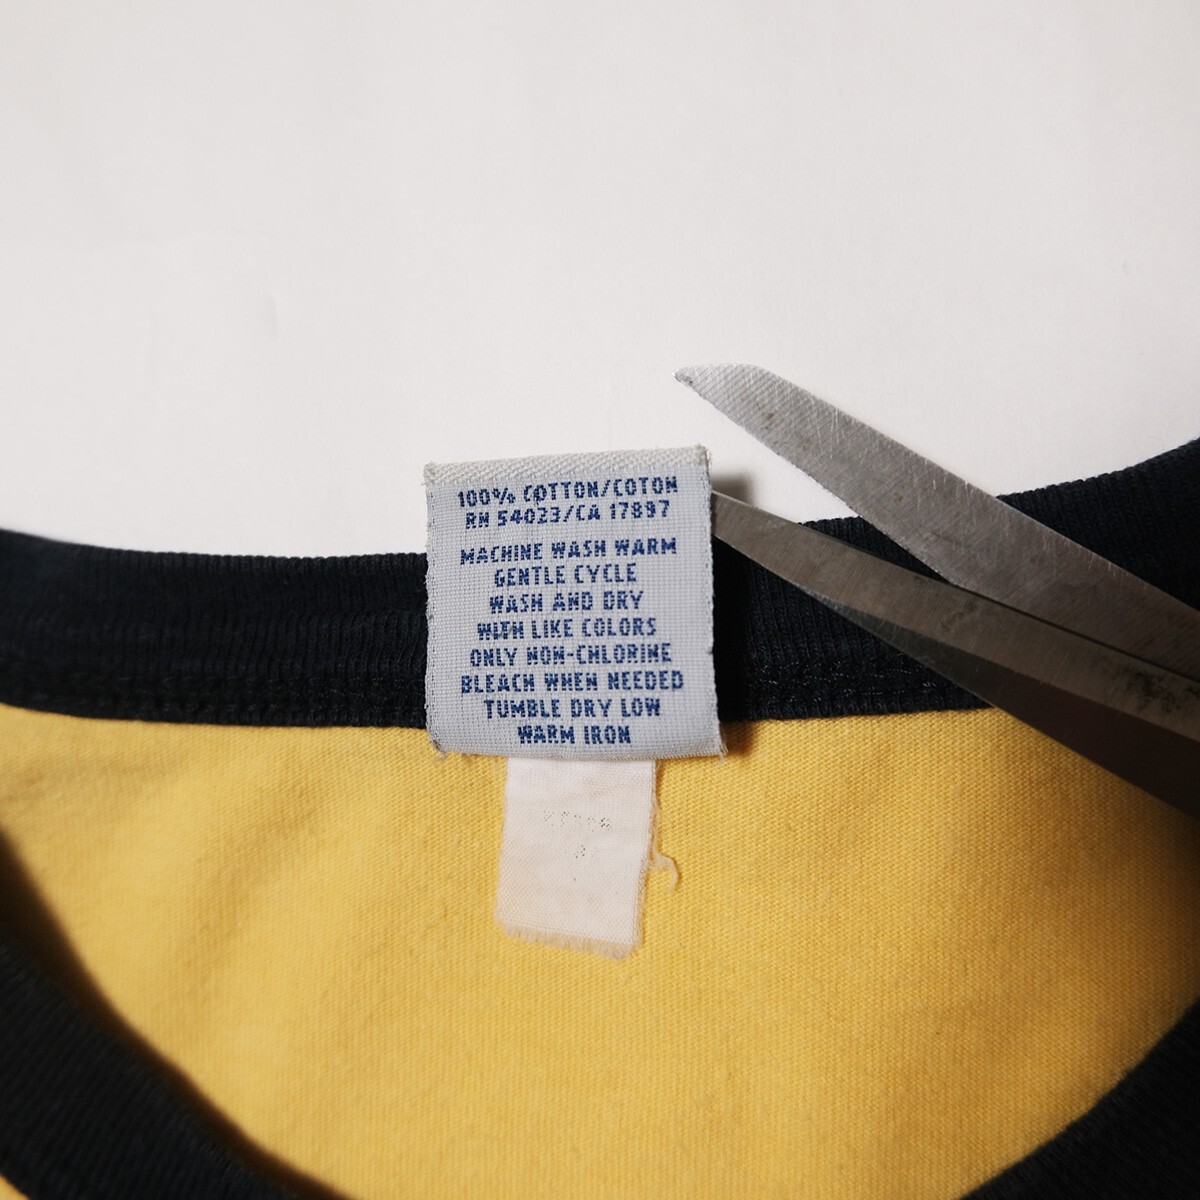 100% COTTON/COTON
RN 54023/CA 17897
MACHINE WASH WARM
GENTLE CYCLE
WASH AND DRY
WITH LIKE COLORS
ONLY NON-CHLORINE
BLEACH WHEN NEEDED
TUMBLE DRY LOW
WARM IRON